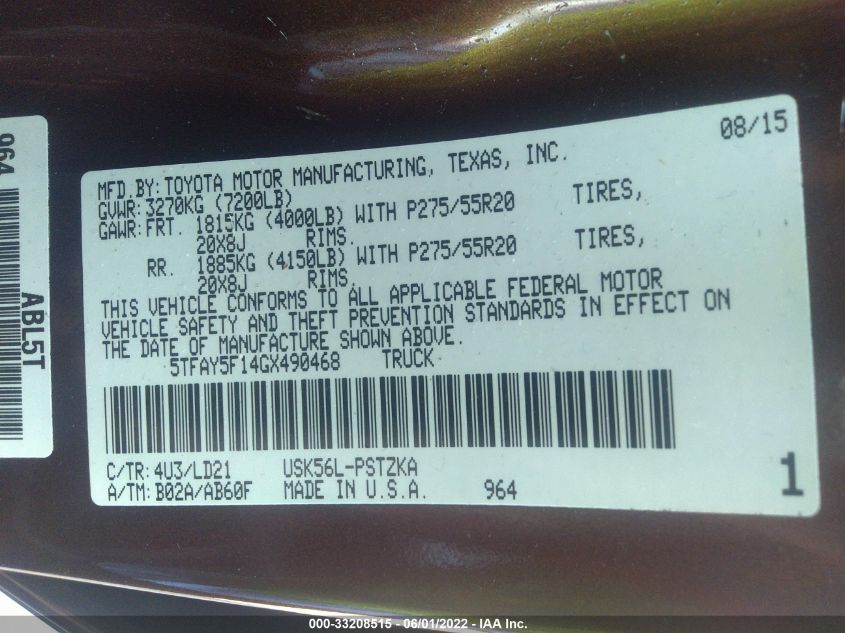 964
ABL5T
08/15
MFD.BY:TOYOTA MOTOR MANUFACTURING, TEXAS, INC.
GVWR:3270KG (7200LB)
GAWR:FRT. 1815KG (4000LB) WITH P275/55R20 TIRES,
20X8J RIMS.
RR. 1885KG (4150LB) WITH P275/55R20 TIRES,
20X8J RIMS.
THIS VEHICLE CONFORMS TO ALL APPLICABLE FEDERAL MOTOR
VEHICLE SAFETY AND THEFT PREVENTION STANDARDS IN EFFECT ON
THE DATE OF MANUFACTURE SHOWN ABOVE.
5TFAY5F14GX490468 TRUCK
C/TR: 4U3/LD21 USK56L-PSTZKA
A/TM: B02A/AB60F MADE IN U.S.A. 964
1
000-33208515 - 06/01/2022 - IAA Inc.